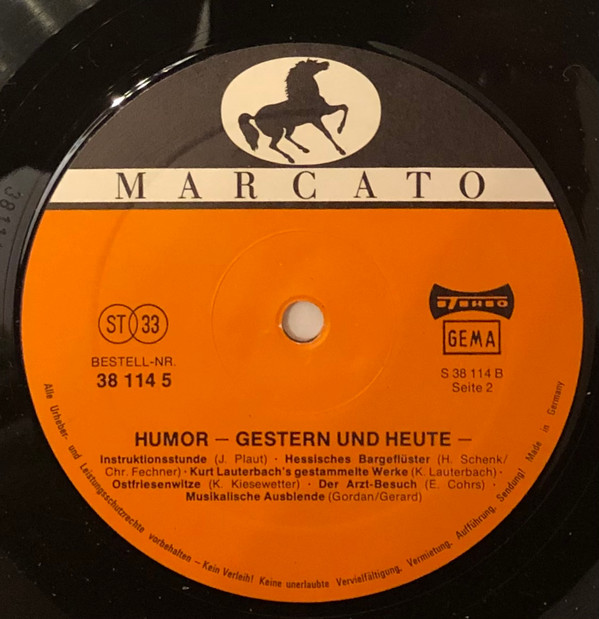 MARCATO
ST 33
BESTELL-NR.
38 114 5
STEREO
GEMA
S 38 114 B
Seite 2
HUMOR – GESTERN UND HEUTE –
Instruktionsstunde (J. Plaut) · Hessisches Bargeflüster (H. Schenk/
Chr. Fechner) · Kurt Lauterbach's gestammelte Werke (K. Lauterbach) ·
Ostfriesenwitze (K. Kiesewetter) · Der Arzt-Besuch (E. Cohrs) ·
Musikalische Ausblende (Gordan/Gerard)
Alle Urheber- und Leistungsschutzrechte vorbehalten – Kein Verleih! Keine unerlaubte Vervielfältigung, Vermietung, Aufführung, Sendung! Made in Germany